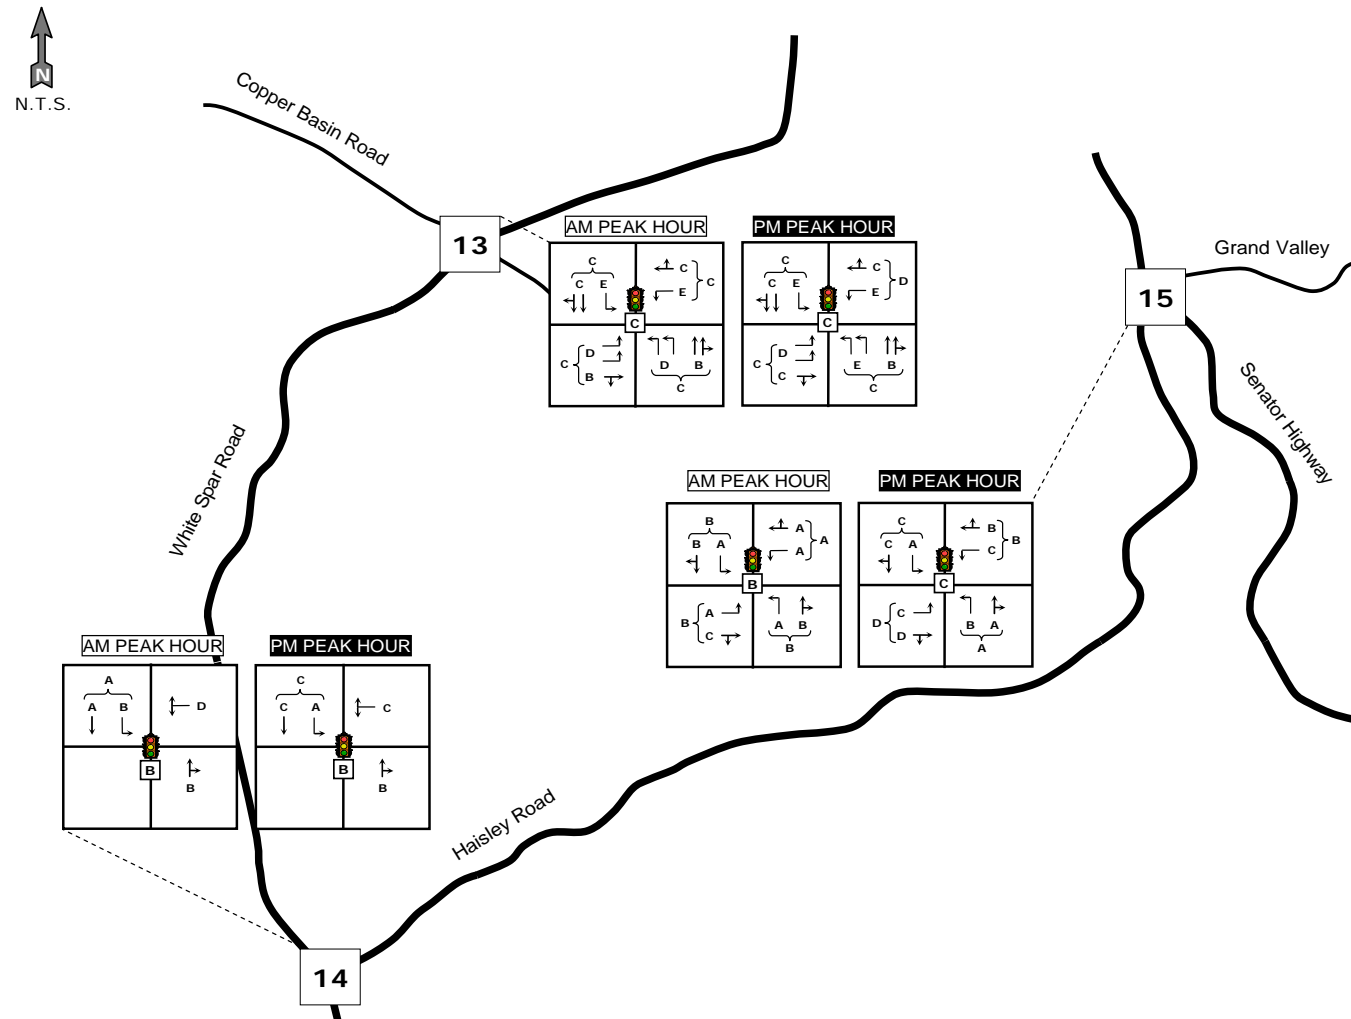 N
N.T.S.
Copper Basin Road
13
AM PEAK HOUR
PM PEAK HOUR
C
C E
C
E
C
C
C
D
B
D B
C
C
C E
C
E
D
C
C
D
C
E B
C
Grand Valley
15
Senator Highway
White Spar Road
AM PEAK HOUR
PM PEAK HOUR
B
B A
A
A
A
B
B
A
C
A B
B
C
C A
B
C
B
C
D
C
D
B A
A
AM PEAK HOUR
PM PEAK HOUR
A
A B
D
B
B
C
C A
C
B
B
Haisley Road
14